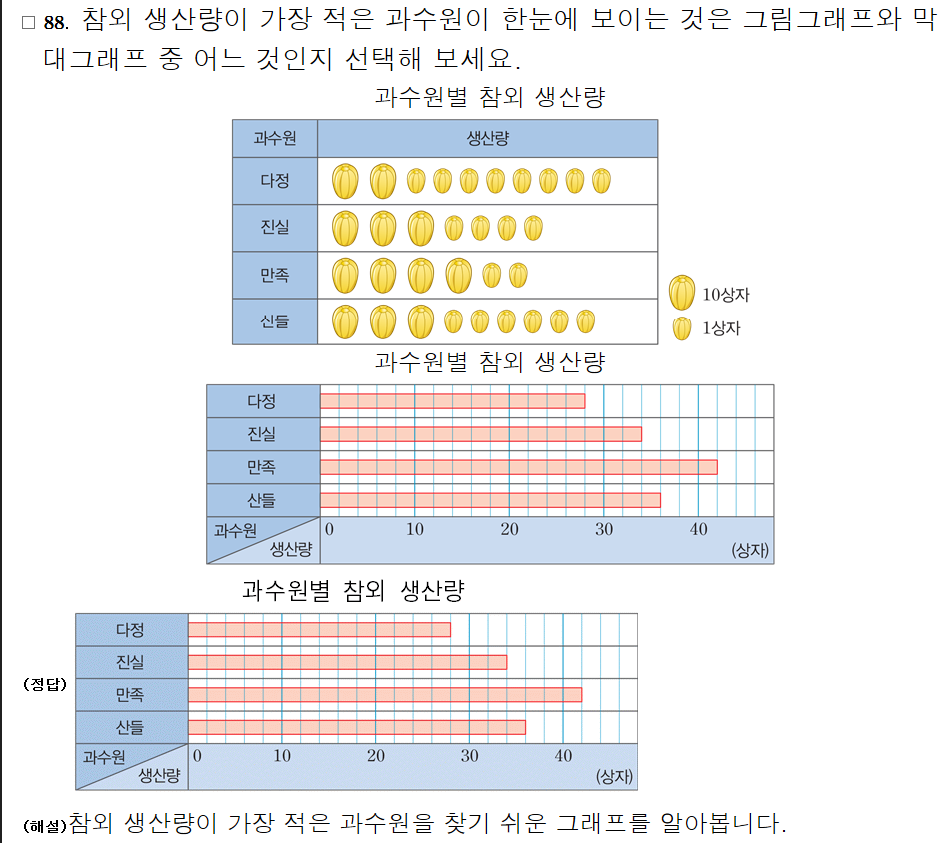 □ 88. 참외 생산량이 가장 적은 과수원이 한눈에 보이는 것은 그림그래프와 막
대그래프 중 어느 것인지 선택해 보세요.
과수원별 참외 생산량
과수원 생산량
다정
진실
만족
신들
10상자
1상자
과수원별 참외 생산량
다정
진실
만족
산들
과수원 0 10 20 30 40
생산량 (상자)
과수원별 참외 생산량
다정
진실
(정답) 만족
산들
과수원 0 10 20 30 40
생산량 (상자)
(해설)참외 생산량이 가장 적은 과수원을 찾기 쉬운 그래프를 알아봅니다.